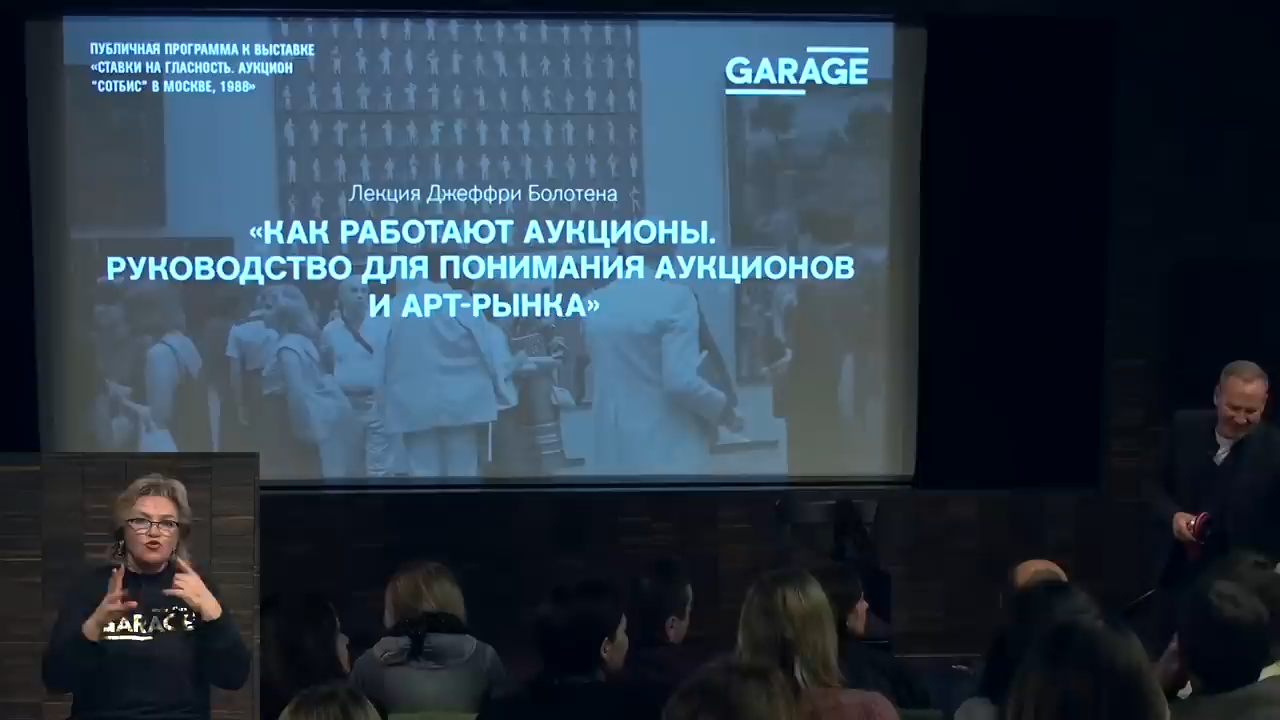 ПУБЛИЧНАЯ ПРОГРАММА К ВЫСТАВКЕ
«СТАВКИ НА ГЛАСНОСТЬ. АУКЦИОН
"СОТБИС" В МОСКВЕ, 1988»
GARAGE
Лекция Джеффри Болотена
«КАК РАБОТАЮТ АУКЦИОНЫ.
РУКОВОДСТВО ДЛЯ ПОНИМАНИЯ АУКЦИОНОВ
И АРТ-РЫНКА»
GARAGE